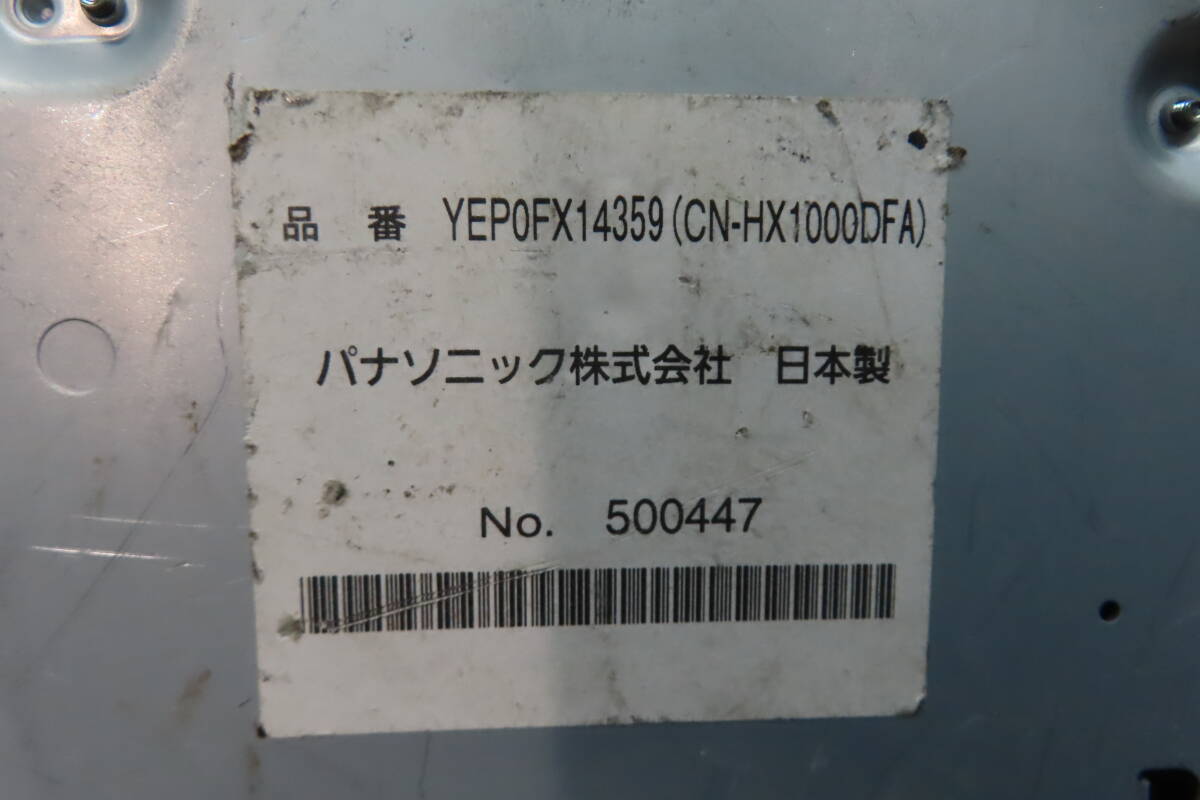 品 番 YEP0FX14359(CN-HX1000DFA)
パナソニック株式会社 日本製
No. 500447